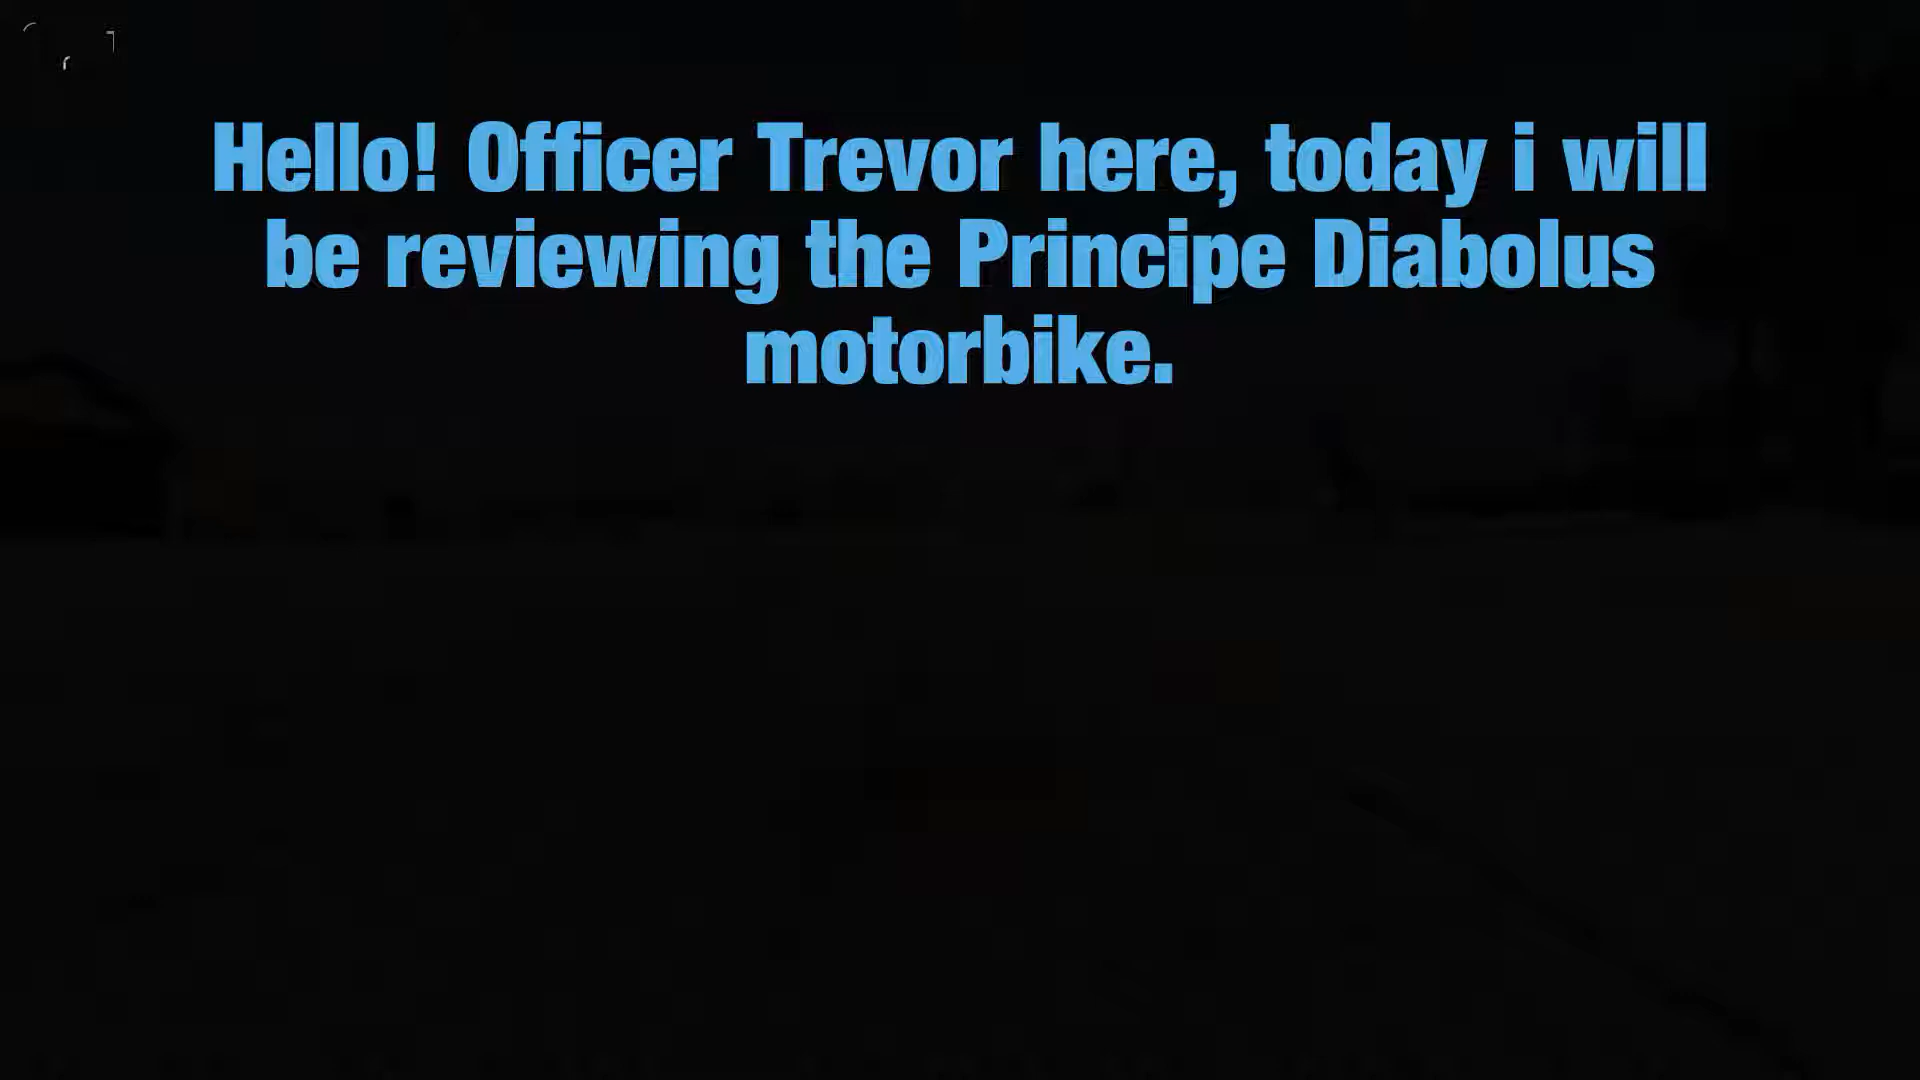 Hello! Officer Trevor here, today i will
be reviewing the Principe Diabolus
motorbike.